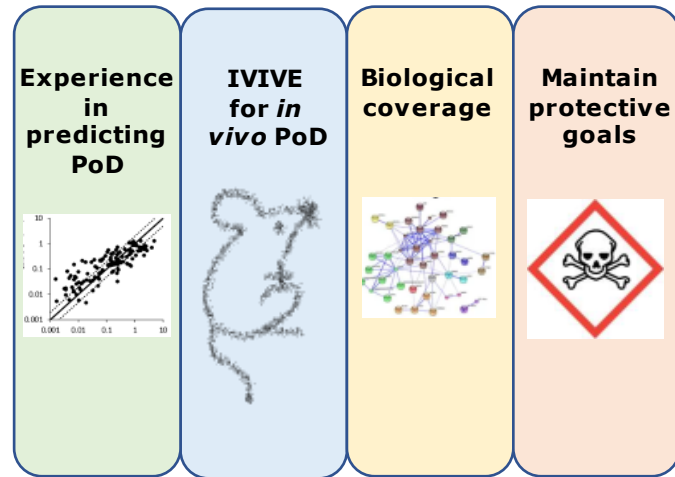 Experience
in
predicting
PoD
IVIVE
for in
vivo PoD
Biological
coverage
Maintain
protective
goals
10
1
0.1
0.01
0.001
0.001
0.01
0.1
1
10